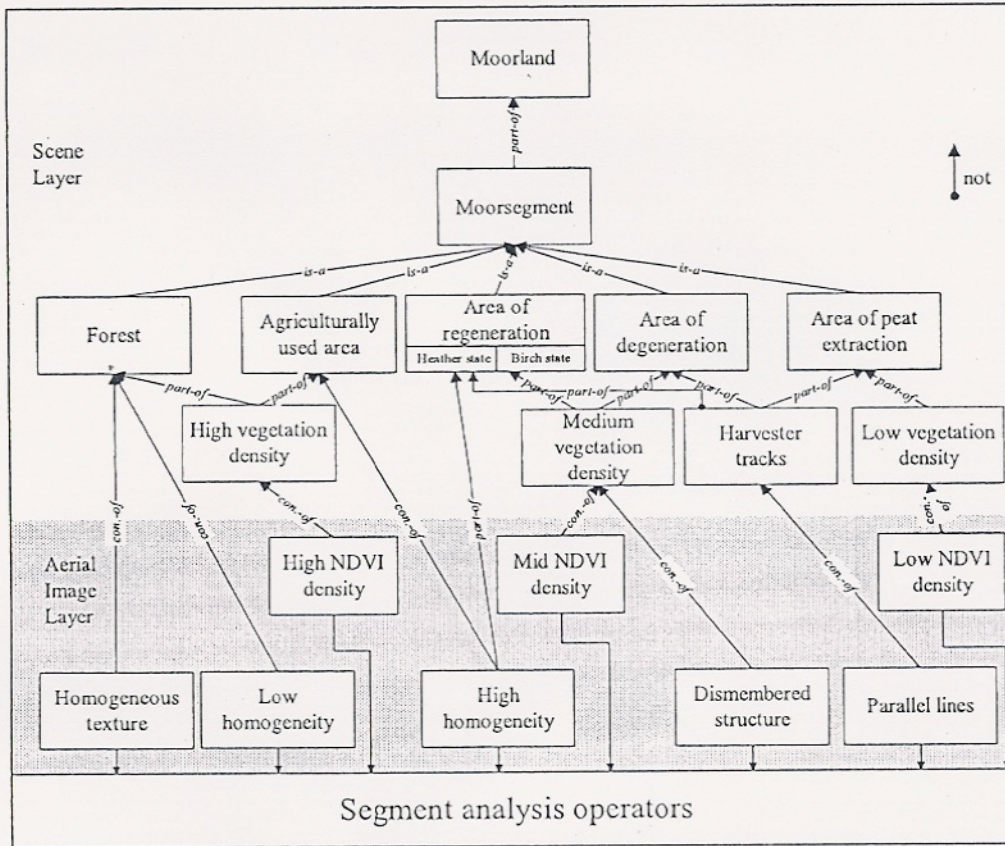 Moorland
part-of
Scene
Layer
not
Moorsegment
is-a
is-a
is-a
is-a
is-a
Forest
Agriculturally
used area
Area of
regeneration
Heather state
Birch state
Area of
degeneration
Area of peat
extraction
part-of
part-of
part-of
part-of
part-of
part-of
part-of
part-of
High vegetation
density
Medium
vegetation
density
Harvester
tracks
Low vegetation
density
con.-of
con.-of
con.-of
con.-of
part-of
con.-of
con.-of
con.-of
con.-
of
Aerial
Image
Layer
High NDVI
density
Mid NDVI
density
Low NDVI
density
Homogeneous
texture
Low
homogeneity
High
homogeneity
Dismembered
structure
Parallel lines
Segment analysis operators